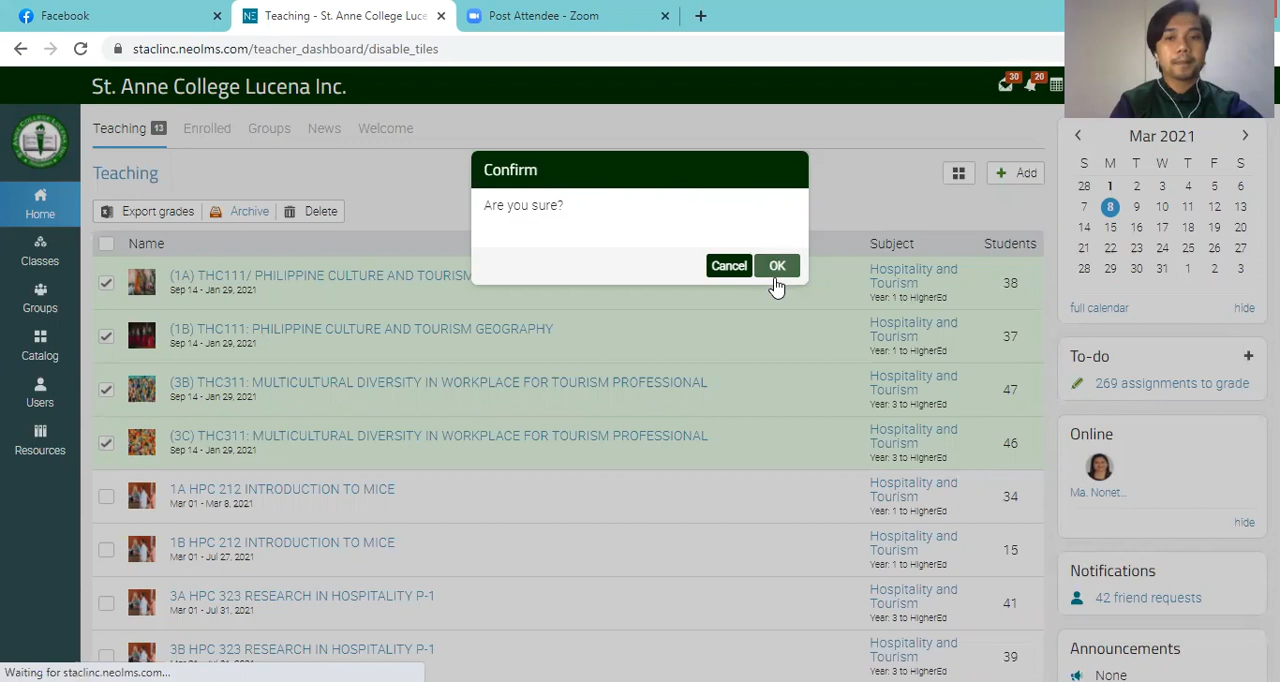 Facebook
Teaching - St. Anne College Luce
Post Attendee - Zoom
staclinc.neolms.com/teacher_dashboard/disable_tiles
St. Anne College Lucena Inc.
30
20
Teaching 13
Enrolled
Groups
News
Welcome
Teaching
Add
Export grades
Archive
Delete
Name
Subject
Students
(1A) THC111/ PHILIPPINE CULTURE AND TOURISM
Sep 14 - Jan 29, 2021
Hospitality and
Tourism
Year: 1 to HigherEd
38
(1B) THC111: PHILIPPINE CULTURE AND TOURISM GEOGRAPHY
Sep 14 - Jan 29, 2021
Hospitality and
Tourism
Year: 1 to HigherEd
37
(3B) THC311: MULTICULTURAL DIVERSITY IN WORKPLACE FOR TOURISM PROFESSIONAL
Sep 14 - Jan 29, 2021
Hospitality and
Tourism
Year: 3 to HigherEd
47
(3C) THC311: MULTICULTURAL DIVERSITY IN WORKPLACE FOR TOURISM PROFESSIONAL
Sep 14 - Jan 29, 2021
Hospitality and
Tourism
Year: 3 to HigherEd
46
1A HPC 212 INTRODUCTION TO MICE
Mar 01 - Mar 8, 2021
Hospitality and
Tourism
Year: 1 to HigherEd
34
1B HPC 212 INTRODUCTION TO MICE
Mar 01 - Jul 27, 2021
Hospitality and
Tourism
Year: 1 to HigherEd
15
3A HPC 323 RESEARCH IN HOSPITALITY P-1
Mar 01 - Jul 31, 2021
Hospitality and
Tourism
Year: 3 to HigherEd
41
3B HPC 323 RESEARCH IN HOSPITALITY P-1
Hospitality and
Tourism
Year: 3 to HigherEd
39
Confirm
Are you sure?
Cancel
OK
Home
Classes
Groups
Catalog
Users
Resources
Mar 2021
S M T W T F S
28 1 2 3 4 5 6
7 8 9 10 11 12 13
14 15 16 17 18 19 20
21 22 23 24 25 26 27
28 29 30 31 1 2 3
full calendar
hide
To-do
269 assignments to grade
Online
Ma. Nonet...
hide
Notifications
42 friend requests
Announcements
None
Waiting for staclinc.neolms.com...